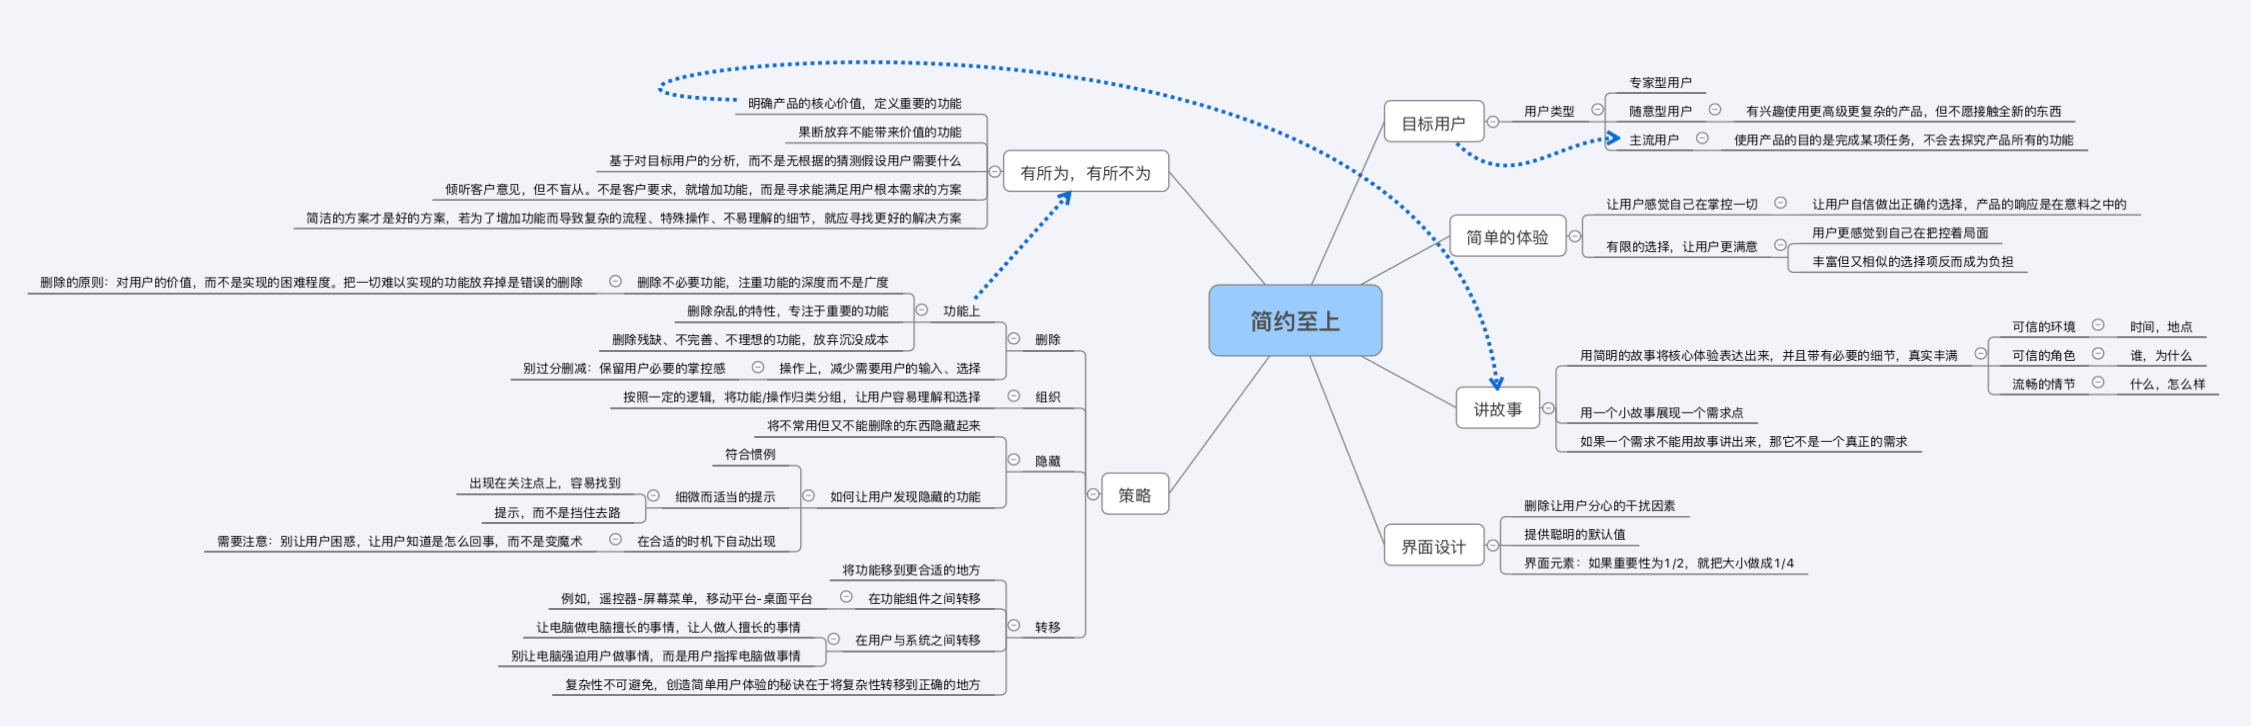 简约至上
目标用户
用户类型
专家型用户
随意型用户
有兴趣使用更高级更复杂的产品，但不愿接触全新的东西
主流用户
使用产品的目的是完成某项任务，不会去探究产品所有的功能
简单的体验
让用户感觉自己在掌控一切
让用户自信做出正确的选择，产品的响应是在意料之中的
有限的选择，让用户更满意
用户更感觉到自己在把控着局面
丰富但又相似的选择项反而成为负担
讲故事
用简明的故事将核心体验表达出来，并且带有必要的细节，真实丰满
可信的环境
时间，地点
可信的角色
谁，为什么
流畅的情节
什么，怎么样
用一个小故事展现一个需求点
如果一个需求不能用故事讲出来，那它不是一个真正的需求
界面设计
删除让用户分心的干扰因素
提供聪明的默认值
界面元素：如果重要性为1/2，就把大小做成1/4
有所为，有所不为
明确产品的核心价值，定义重要的功能
果断放弃不能带来价值的功能
基于对目标用户的分析，而不是无根据的猜测假设用户需要什么
倾听客户意见，但不盲从。不是客户要求，就增加功能，而是寻求能满足用户根本需求的方案
简洁的方案才是好的方案，若为了增加功能而导致复杂的流程、特殊操作、不易理解的细节，就应寻找更好的解决方案
策略
删除
功能上
删除不必要功能，注重功能的深度而不是广度
删除的原则：对用户的价值，而不是实现的困难程度。把一切难以实现的功能放弃掉是错误的删除
删除杂乱的特性，专注于重要的功能
删除残缺、不完善、不理想的功能，放弃沉没成本
操作上，减少需要用户的输入、选择
别过分删减：保留用户必要的掌控感
组织
按照一定的逻辑，将功能/操作归类分组，让用户容易理解和选择
隐藏
将不常用但又不能删除的东西隐藏起来
如何让用户发现隐藏的功能
符合惯例
细微而适当的提示
出现在关注点上，容易找到
提示，而不是挡住去路
在合适的时机下自动出现
需要注意：别让用户困惑，让用户知道是怎么回事，而不是变魔术
转移
将功能移到更合适的地方
在功能组件之间转移
例如，遥控器-屏幕菜单，移动平台-桌面平台
在用户与系统之间转移
让电脑做电脑擅长的事情，让人做人擅长的事情
别让电脑强迫用户做事情，而是用户指挥电脑做事情
复杂性不可避免，创造简单用户体验的秘诀在于将复杂性转移到正确的地方